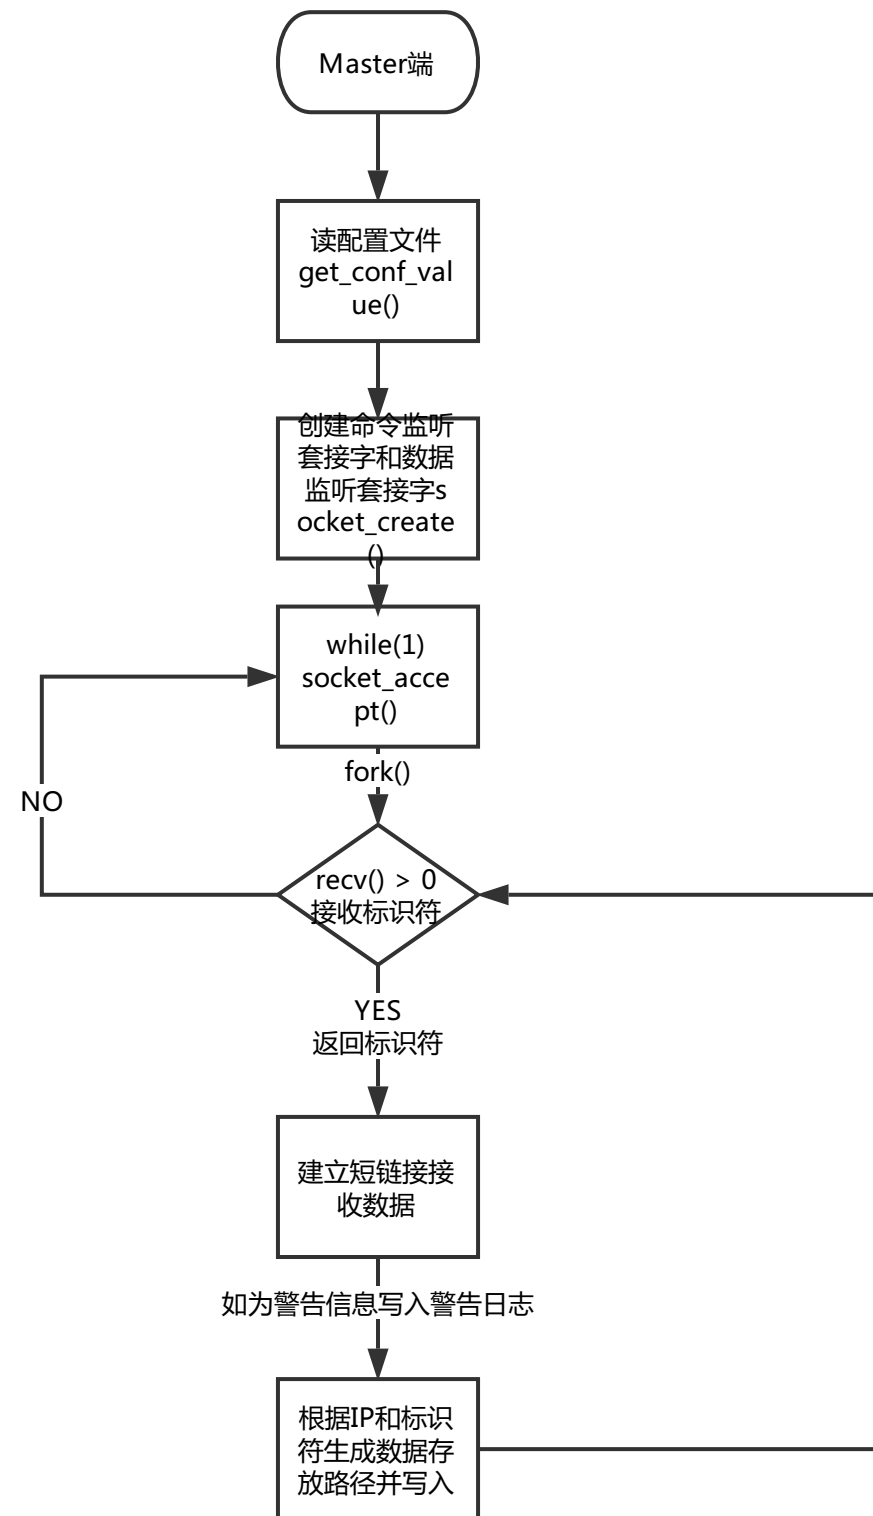 Master端
读配置文件
get_conf_val
ue()
创建命令监听
套接字和数据
监听套接字s
ocket_create
()
while(1)
socket_acce
pt()
fork()
NO
recv() > 0
接收标识符
YES
返回标识符
建立短链接接
收数据
如为警告信息写入警告日志
根据IP和标识
符生成数据存
放路径并写入